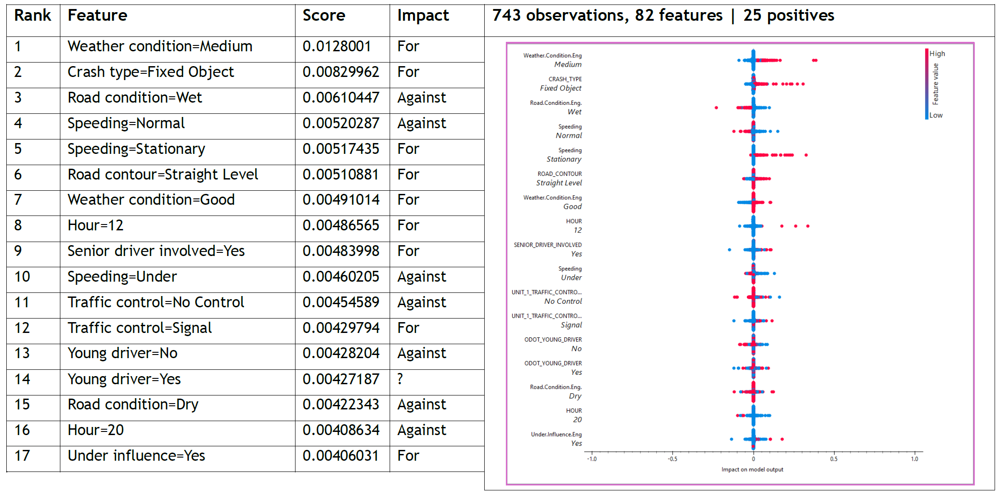 Rank Feature Score Impact 743 observations, 82 features | 25 positives
1 Weather condition=Medium 0.0128001 For
2 Crash type=Fixed Object 0.00829962 For
3 Road condition=Wet 0.00610447 Against
4 Speeding=Normal 0.00520287 Against
5 Speeding=Stationary 0.00517435 For
6 Road contour=Straight Level 0.00510881 For
7 Weather condition=Good 0.00491014 For
8 Hour=12 0.00486565 For
9 Senior driver involved=Yes 0.00483998 For
10 Speeding=Under 0.00460205 Against
11 Traffic control=No Control 0.00454589 Against
12 Traffic control=Signal 0.00429794 For
13 Young driver=No 0.00428204 Against
14 Young driver=Yes 0.00427187 ?
15 Road condition=Dry 0.00422343 Against
16 Hour=20 0.00408634 Against
17 Under influence=Yes 0.00406031 For
Weather.Condition.Eng
Medium
CRASH_TYPE
Fixed Object
Road.Condition.Eng.
Wet
Speeding
Normal
Speeding
Stationary
ROAD_CONTOUR
Straight Level
Weather.Condition.Eng
Good
HOUR
12
SENIOR_DRIVER_INVOLVED
Yes
Speeding
Under
UNIT_1_TRAFFIC_CONTRO...
No Control
UNIT_1_TRAFFIC_CONTRO...
Signal
ODOT_YOUNG_DRIVER
No
ODOT_YOUNG_DRIVER
Yes
Road.Condition.Eng.
Dry
HOUR
20
Under.Influence.Eng
Yes
-1.0 -0.5 0 0.5 1.0
Impact on model output
High
Feature value
Low